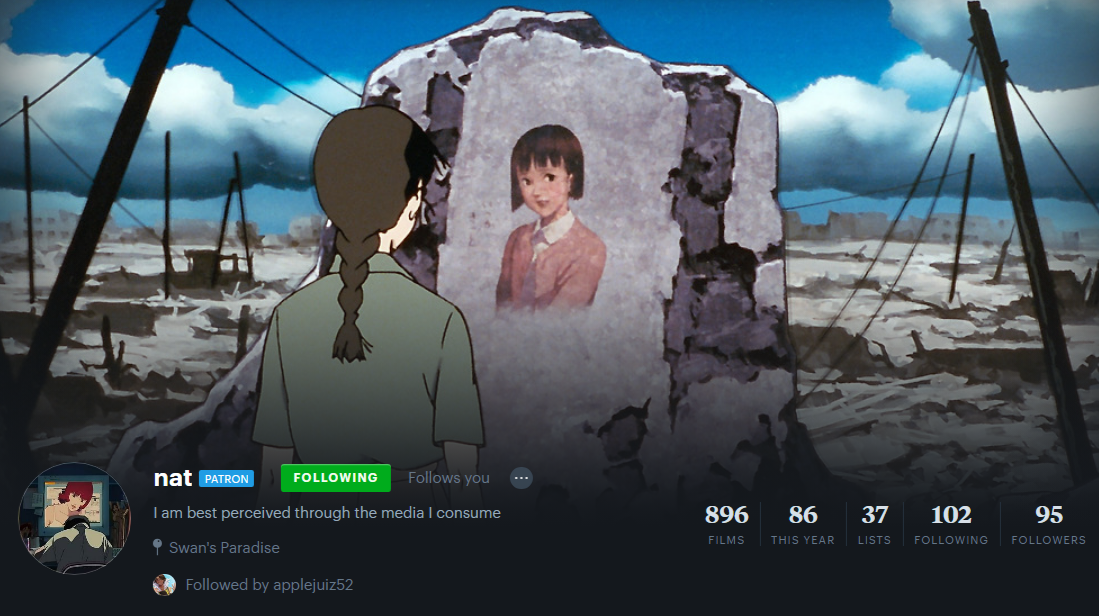 nat PATRON FOLLOWING Follows you
I am best perceived through the media I consume
Swan's Paradise
Followed by applejuiz52
896 86 37 102 95
FILMS THIS YEAR LISTS FOLLOWING FOLLOWERS